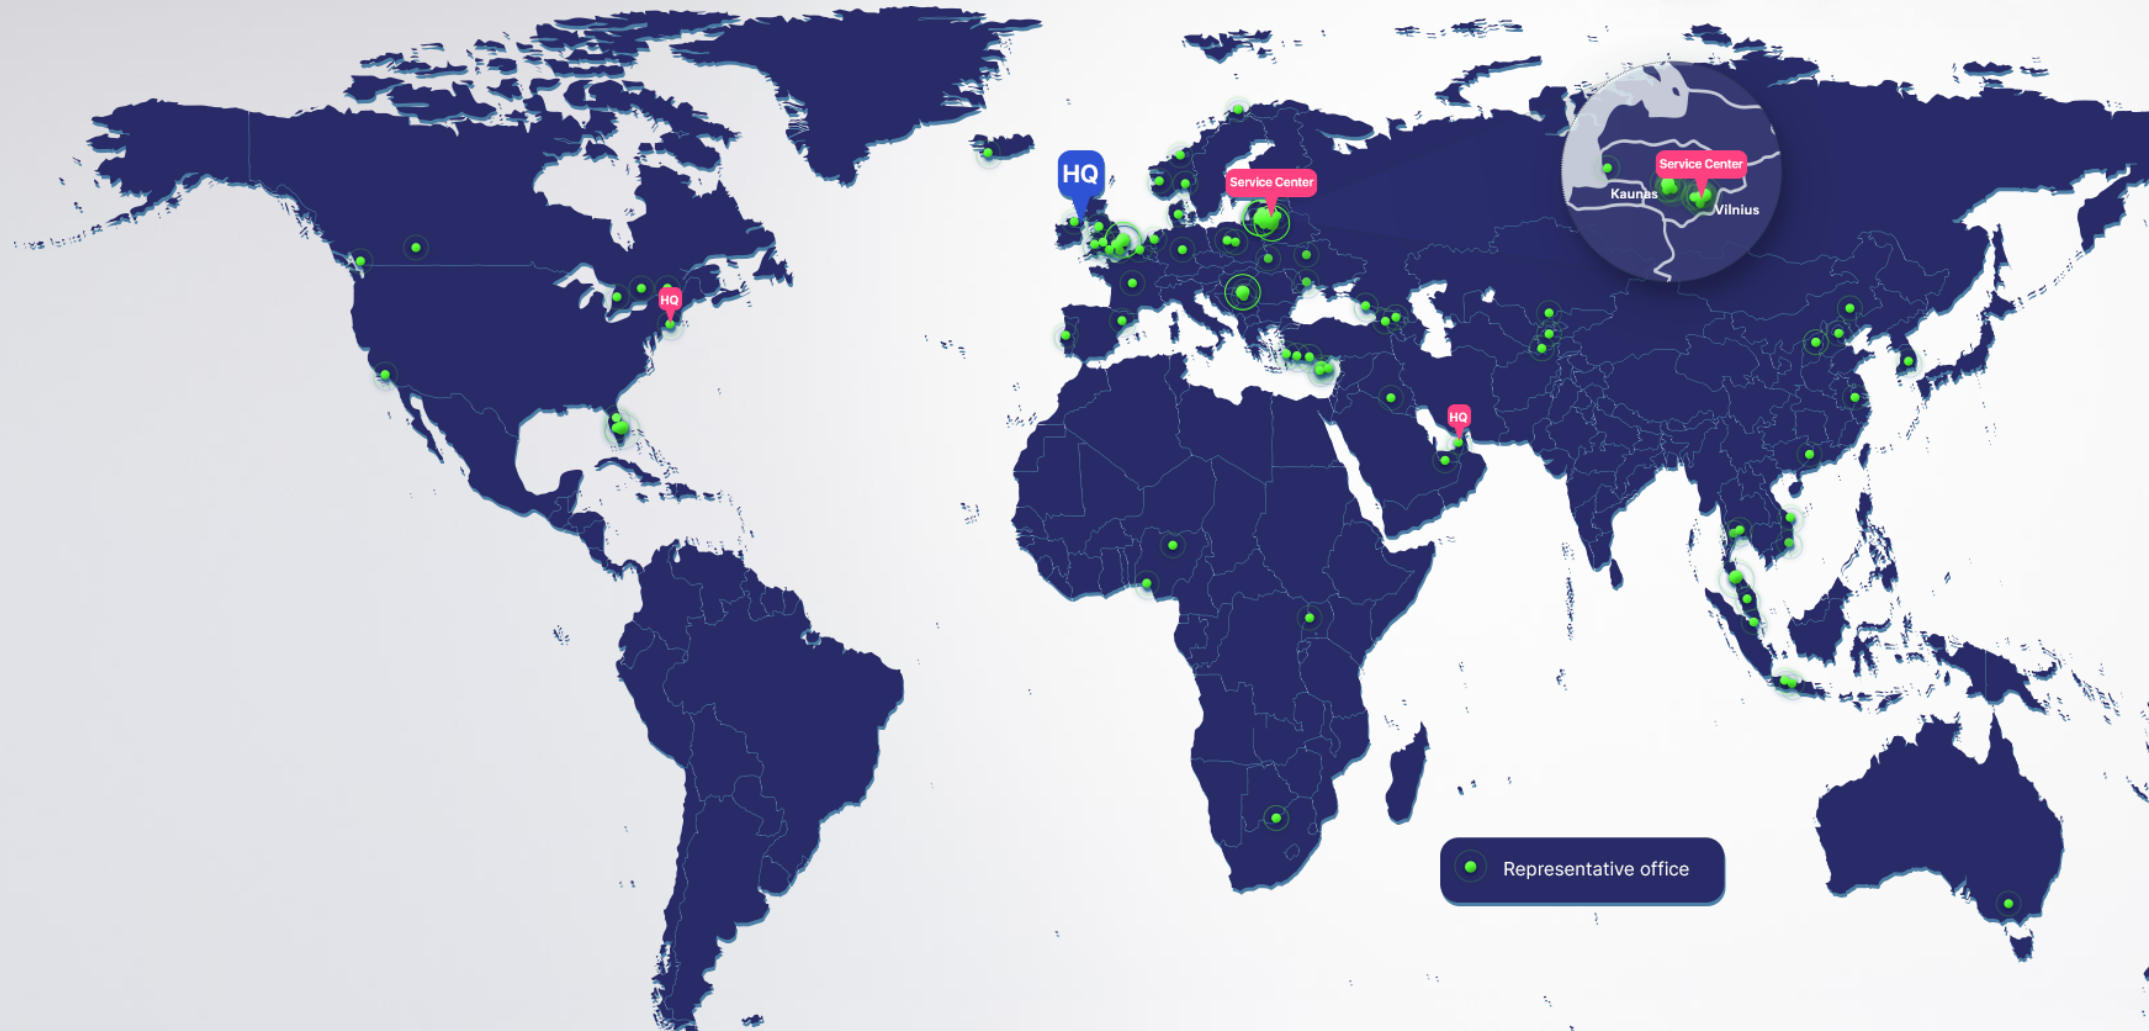 HQ
Service Center
HQ
HQ
Service Center
Kaunas
Vilnius
Representative office